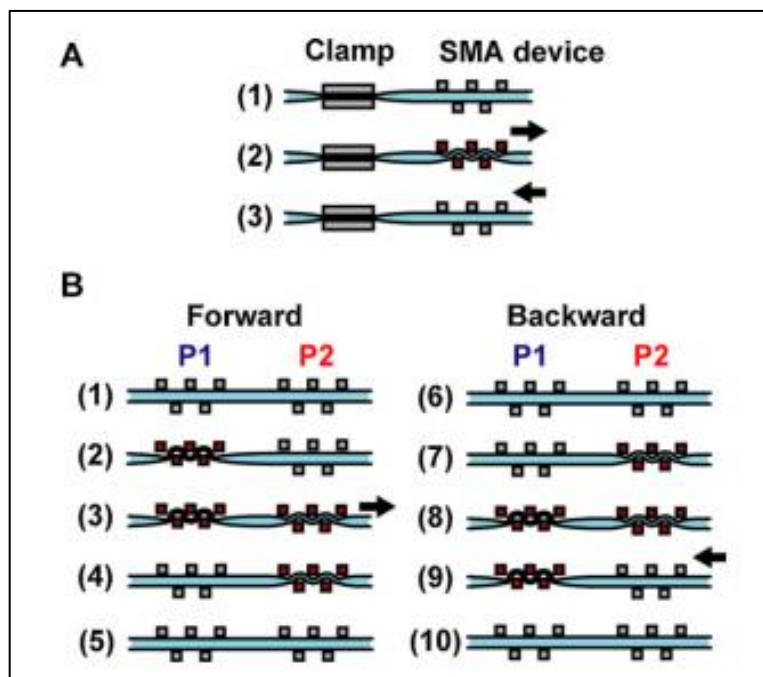 A
Clamp SMA device
(1)
(2)
(3)
B
Forward Backward
P1 P2 P1 P2
(1) (6)
(2) (7)
(3) (8)
(4) (9)
(5) (10)